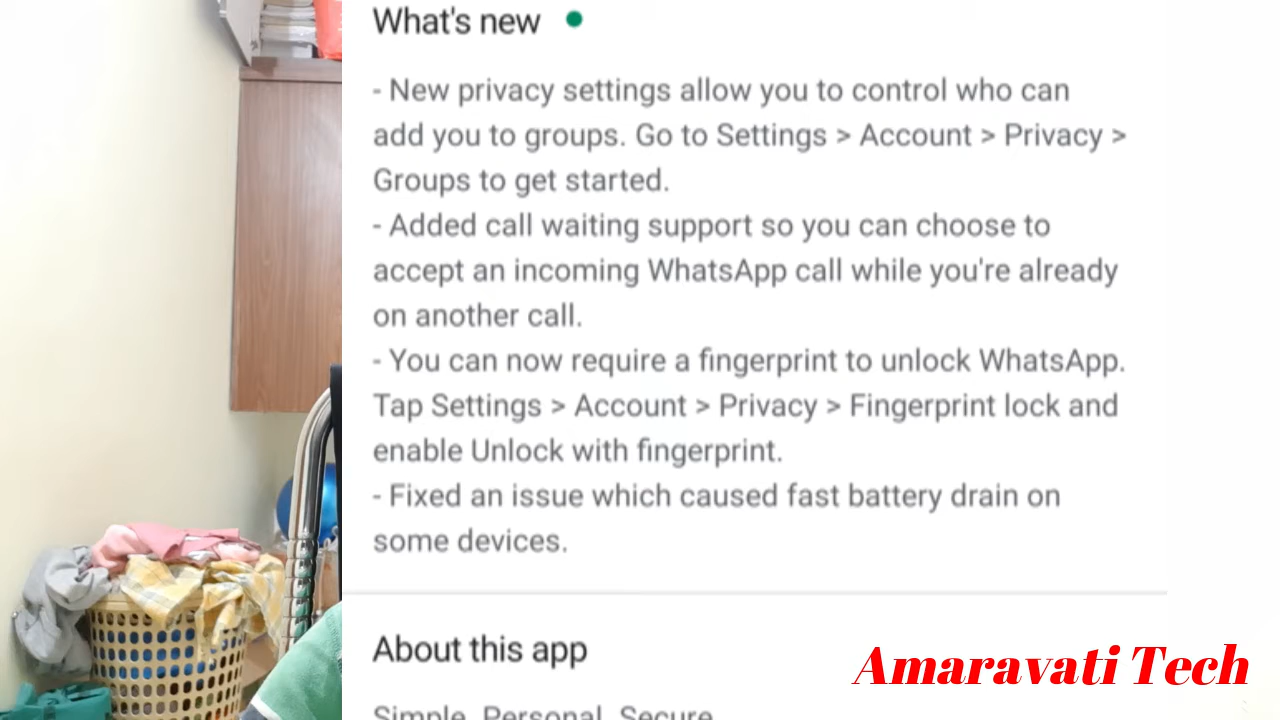 What's new
- New privacy settings allow you to control who can
add you to groups. Go to Settings > Account > Privacy >
Groups to get started.
- Added call waiting support so you can choose to
accept an incoming WhatsApp call while you're already
on another call.
- You can now require a fingerprint to unlock WhatsApp.
Tap Settings > Account > Privacy > Fingerprint lock and
enable Unlock with fingerprint.
- Fixed an issue which caused fast battery drain on
some devices.
About this app
Simple. Personal. Secure.
Amaravati Tech